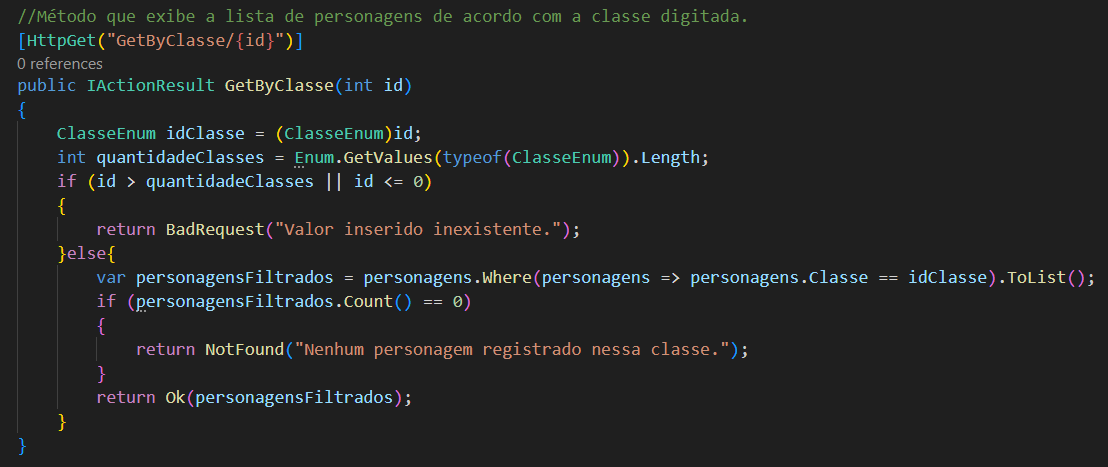 //Método que exibe a lista de personagens de acordo com a classe digitada.
[HttpGet("GetByClasse/{id}")]
0 references
public IActionResult GetByClasse(int id)
{
    ClasseEnum idClasse = (ClasseEnum)id;
    int quantidadeClasses = Enum.GetValues(typeof(ClasseEnum)).Length;
    if (id > quantidadeClasses || id <= 0)
    {
        return BadRequest("Valor inserido inexistente.");
    }else{
        var personagensFiltrados = personagens.Where(personagens => personagens.Classe == idClasse).ToList();
        if (personagensFiltrados.Count() == 0)
        {
            return NotFound("Nenhum personagem registrado nessa classe.");
        }
        return Ok(personagensFiltrados);
    }
}